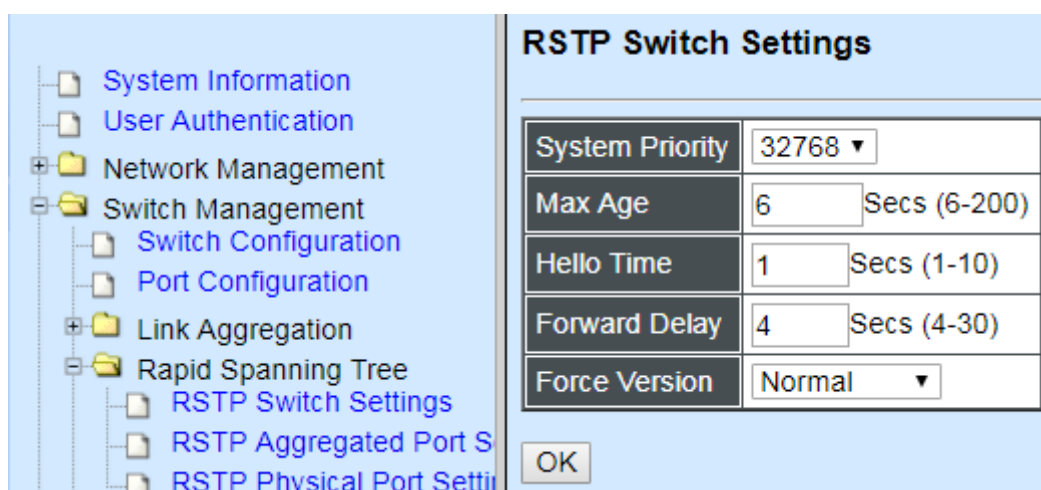 System Information
User Authentication
Network Management
Switch Management
Switch Configuration
Port Configuration
Link Aggregation
Rapid Spanning Tree
RSTP Switch Settings
RSTP Aggregated Port S
RSTP Physical Port Settin
RSTP Switch Settings
System Priority 32768
Max Age 6 Secs (6-200)
Hello Time 1 Secs (1-10)
Forward Delay 4 Secs (4-30)
Force Version Normal
OK